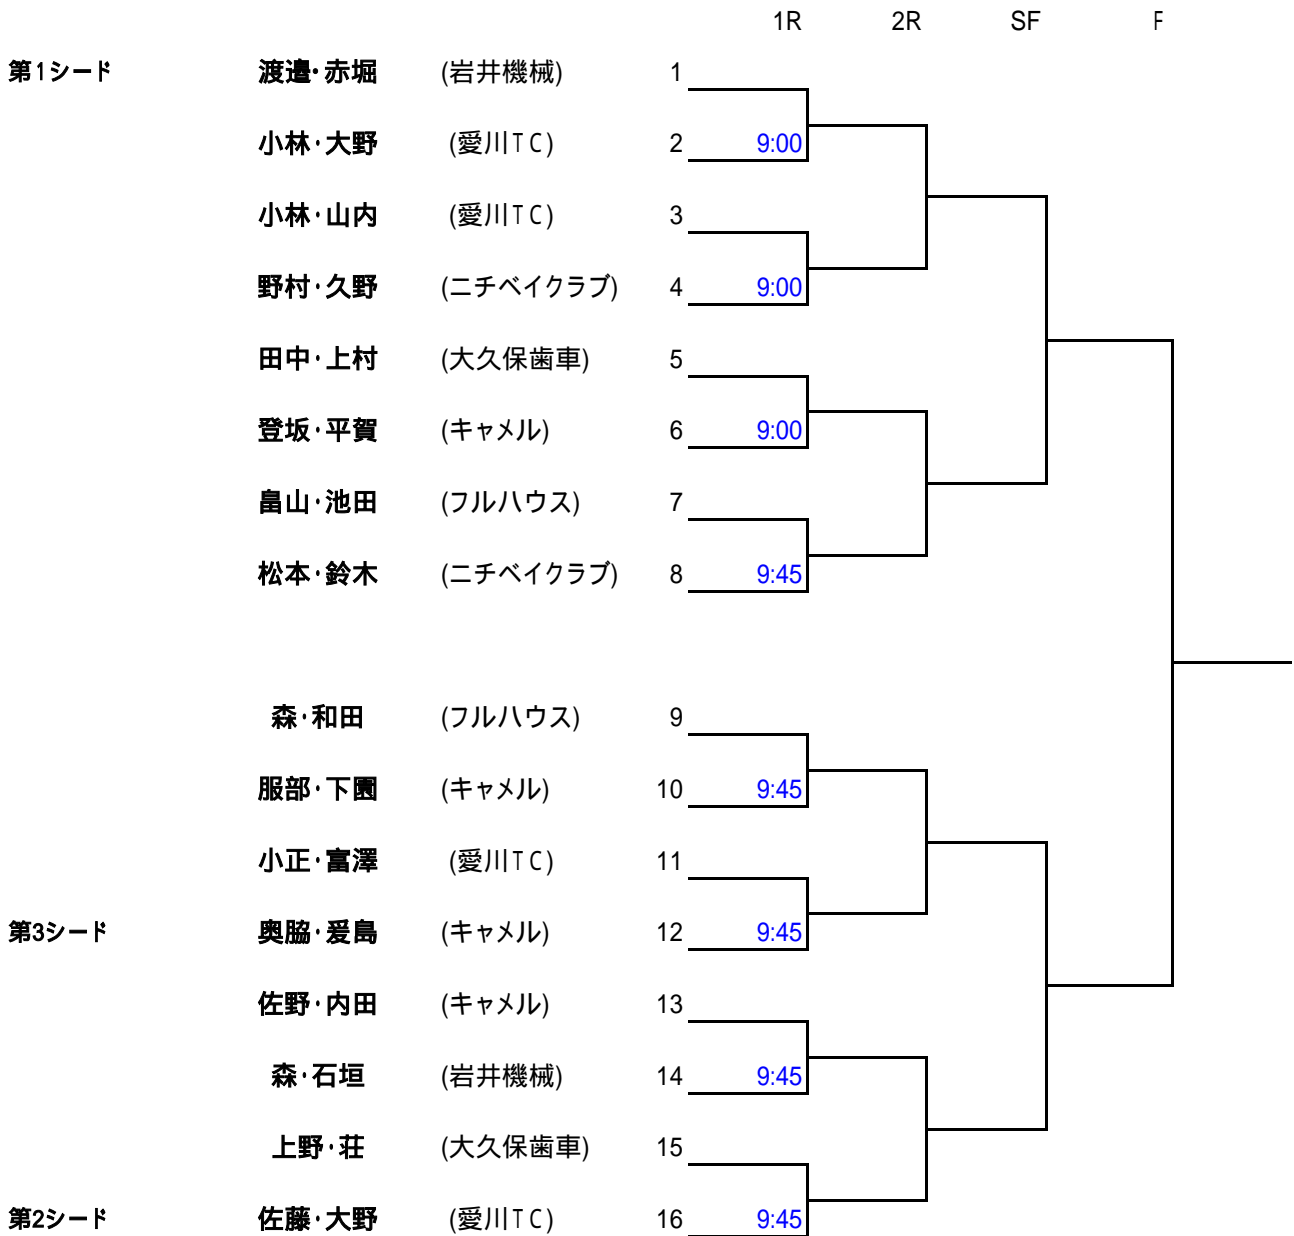 1R 2R SF F
第1シード 渡邉・赤堀 (岩井機械) 1
小林・大野 (愛川TC) 2 9:00
小林・山内 (愛川TC) 3
野村・久野 (ニチベイクラブ) 4 9:00
田中・上村 (大久保歯車) 5
登坂・平賀 (キャメル) 6 9:00
畠山・池田 (フルハウス) 7
松本・鈴木 (ニチベイクラブ) 8 9:45
森・和田 (フルハウス) 9
服部・下園 (キャメル) 10 9:45
小正・富澤 (愛川TC) 11
第3シード 奥脇・爰島 (キャメル) 12 9:45
佐野・内田 (キャメル) 13
森・石垣 (岩井機械) 14 9:45
上野・荘 (大久保歯車) 15
第2シード 佐藤・大野 (愛川TC) 16 9:45